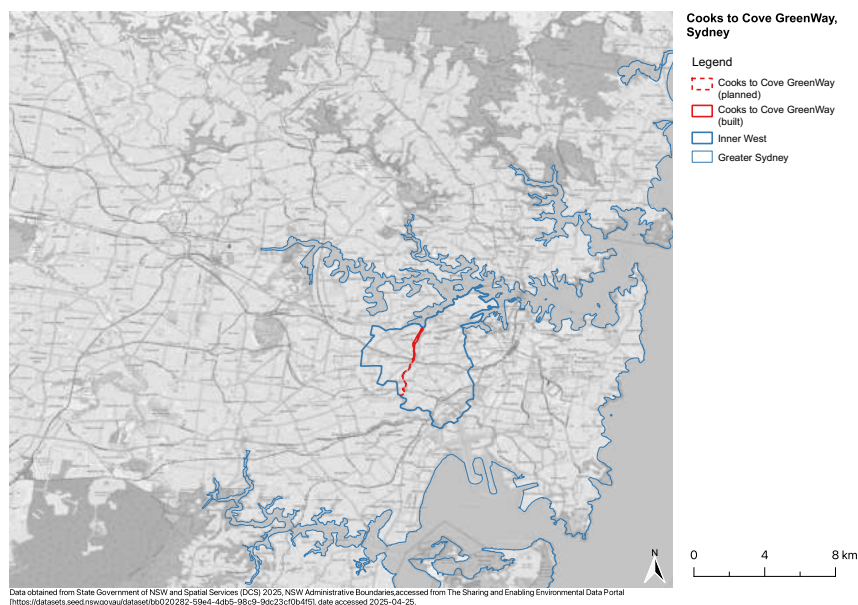 Cooks to Cove GreenWay,
Sydney
Legend
Cooks to Cove GreenWay
(planned)
Cooks to Cove GreenWay
(built)
Inner West
Greater Sydney
N
0 4 8 km
Data obtained from State Government of NSW and Spatial Services (DCS) 2025, NSW Administrative Boundaries,accessed from The Sharing and Enabling Environmental Data Portal
[https://datasets.seed.nsw.gov.au/dataset/bb020282-59e4-4db5-98c9-9dc23cf0b4f5], date accessed 2025-04-25.